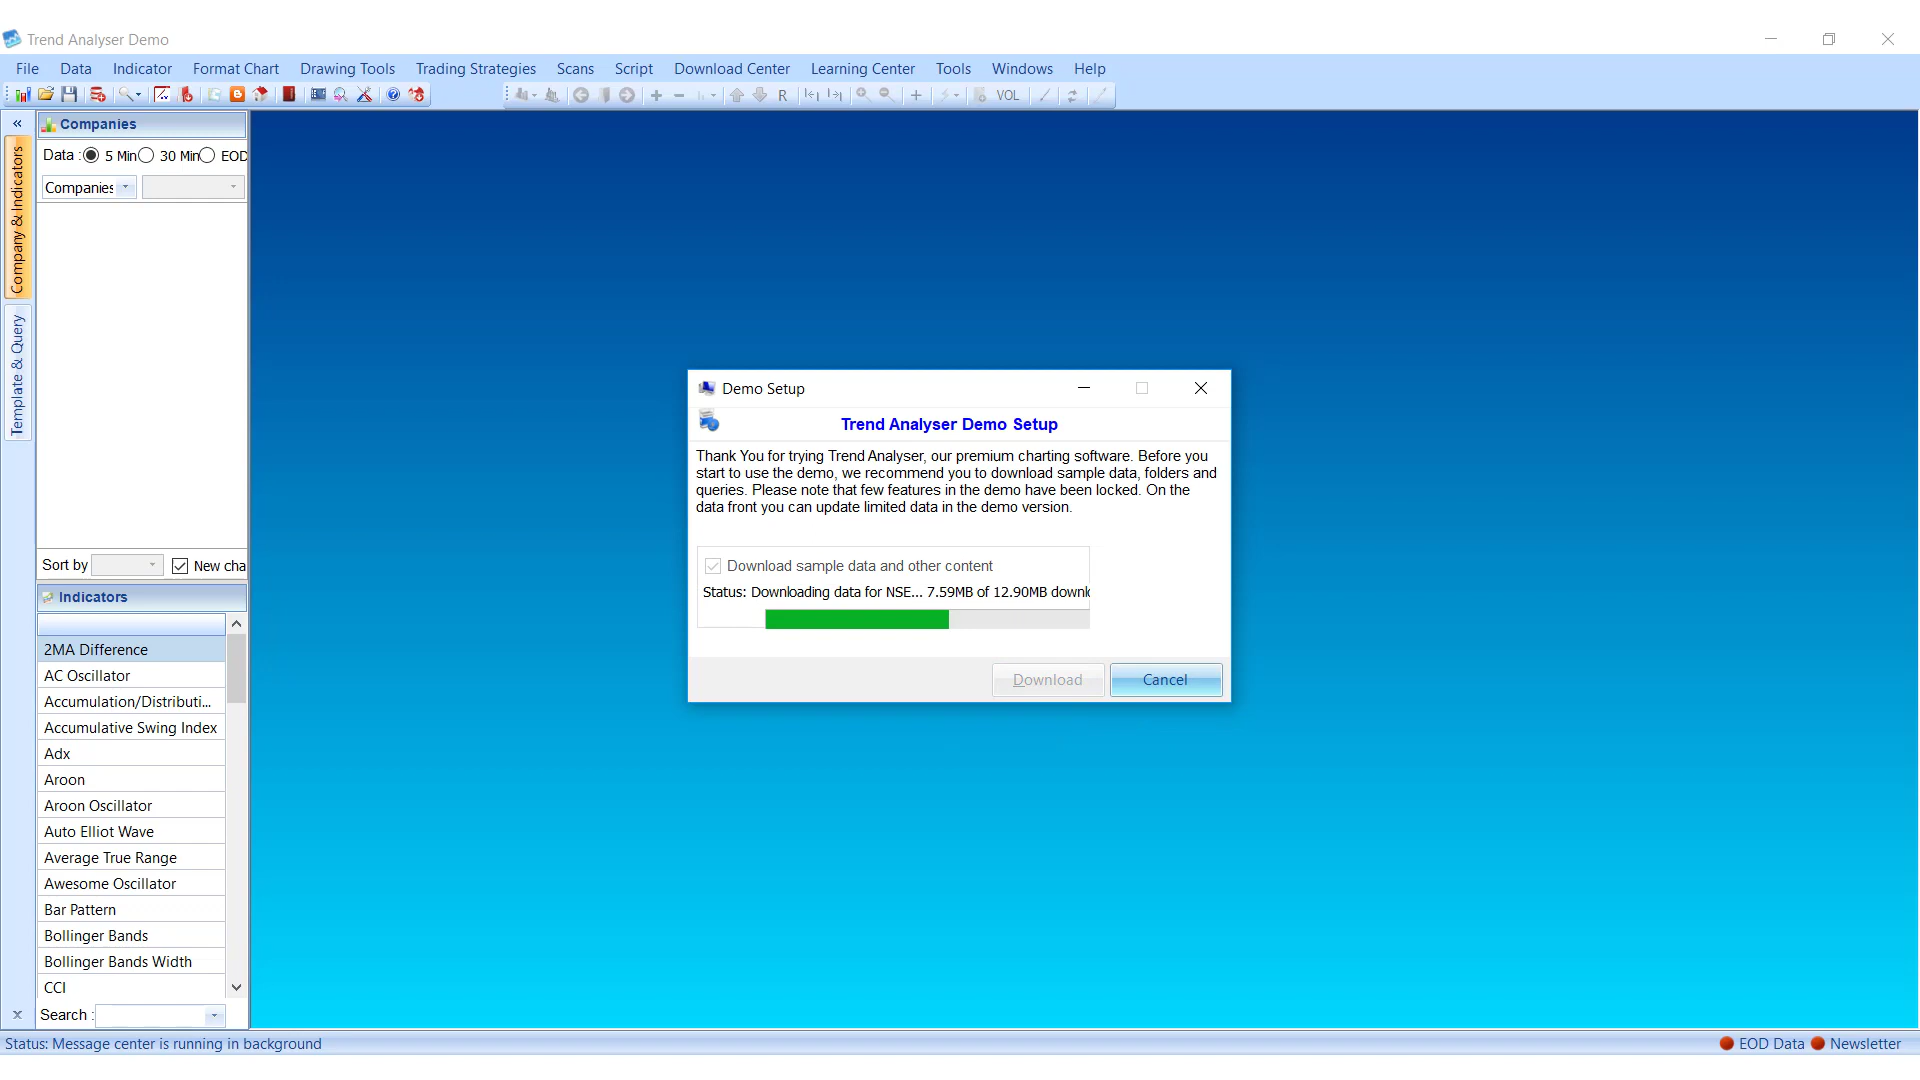 Trend Analyser Demo
File Data Indicator Format Chart Drawing Tools Trading Strategies Scans Script Download Center Learning Center Tools Windows Help
R VOL
« Companies
Data : 5 Min 30 Min EOD
Companies
Company & Indicators
Template & Query
Sort by New cha
Indicators
2MA Difference
AC Oscillator
Accumulation/Distributi...
Accumulative Swing Index
Adx
Aroon
Aroon Oscillator
Auto Elliot Wave
Average True Range
Awesome Oscillator
Bar Pattern
Bollinger Bands
Bollinger Bands Width
CCI
Search :
Demo Setup
Trend Analyser Demo Setup
Thank You for trying Trend Analyser, our premium charting software. Before you
start to use the demo, we recommend you to download sample data, folders and
queries. Please note that few features in the demo have been locked. On the
data front you can update limited data in the demo version.
Download sample data and other content
Status: Downloading data for NSE... 7.59MB of 12.90MB downl
Download Cancel
Status: Message center is running in background
EOD Data Newsletter